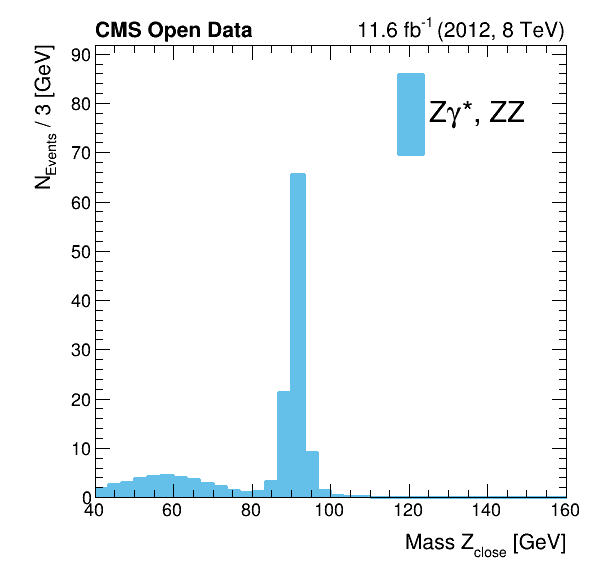 CMS Open Data 11.6 fb⁻¹ (2012, 8 TeV)
N_Events / 3 [GeV]
90
80
70
60
50
40
30
20
10
0
Zγ*, ZZ
40 60 80 100 120 140 160
Mass Z_close [GeV]